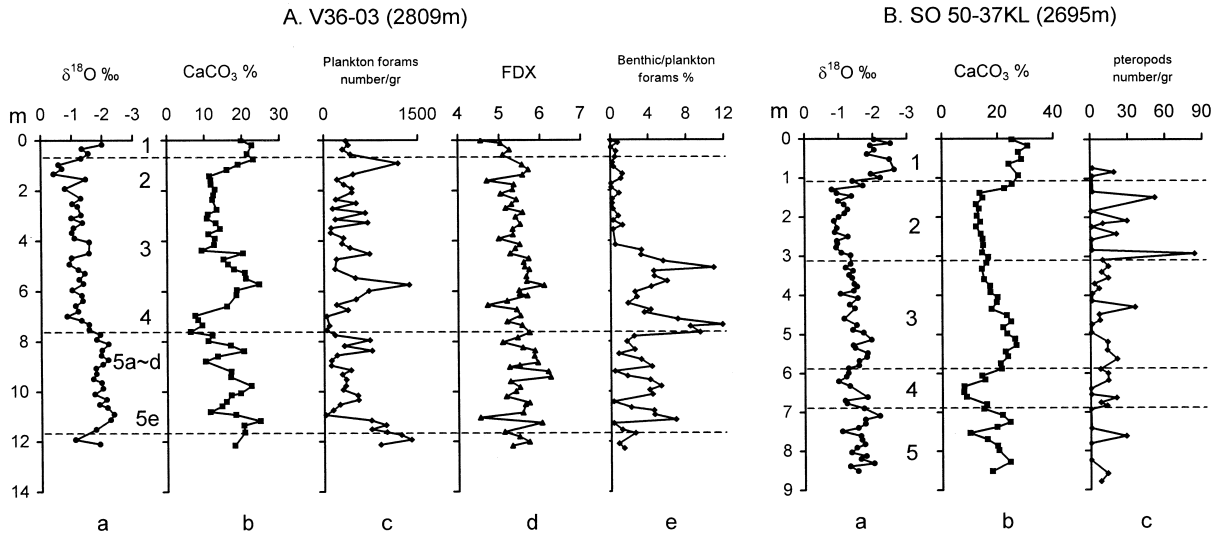 A. V36-03 (2809m)
B. SO 50-37KL (2695m)
δ18O ‰
CaCO3 %
Plankton forams
number/gr
FDX
Benthic/plankton
forams %
δ18O ‰
CaCO3 %
pteropods
number/gr
m 0 -1 -2 -3
0 10 20 30
0 1500
4 5 6 7
0 4 8 12
m 0 -1 -2 -3
0 20 40
0 30 60 90
0
2
4
6
8
10
12
14
1
2
3
4
5a~d
5e
0
1
2
3
4
5
6
7
8
9
1
2
3
4
5
a b c d e
a b c